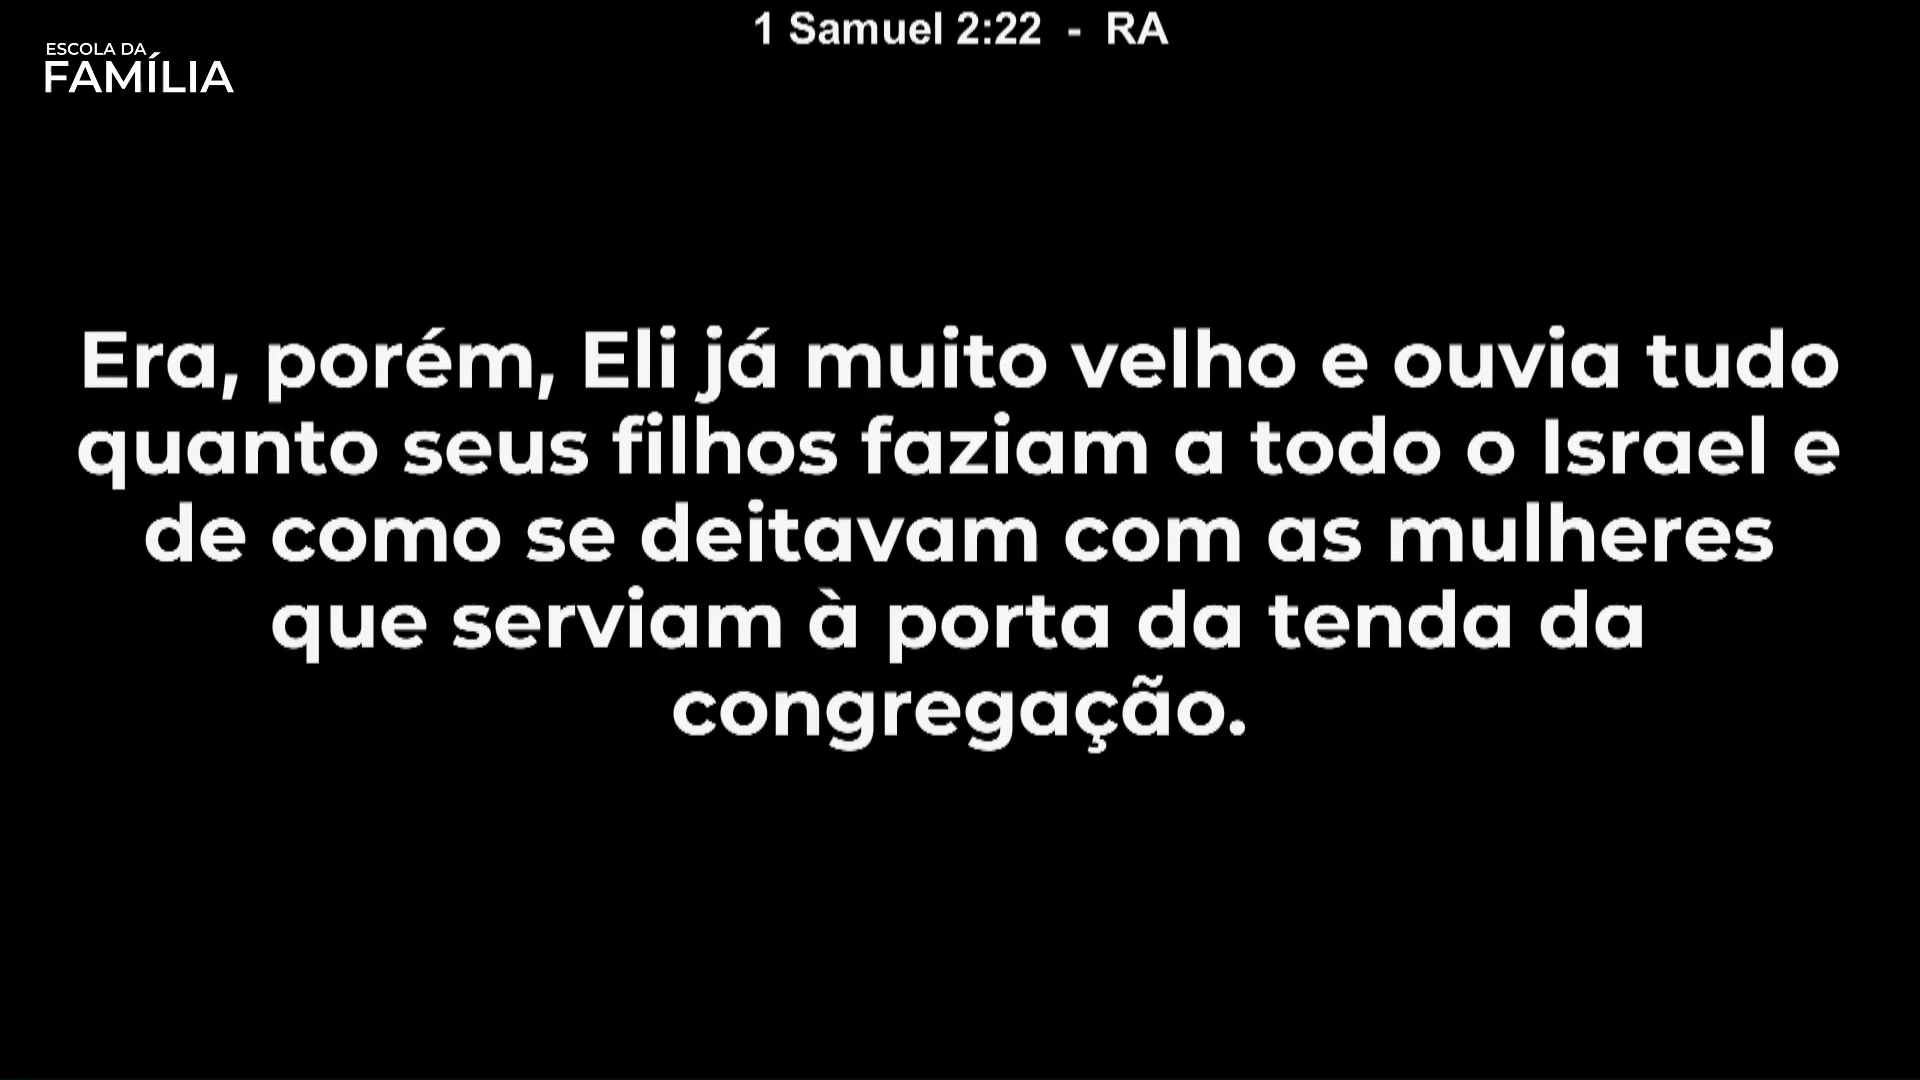 1 Samuel 2:22 - RA
ESCOLA DA
FAMÍLIA
Era, porém, Eli já muito velho e ouvia tudo
quanto seus filhos faziam a todo o Israel e
de como se deitavam com as mulheres
que serviam à porta da tenda da
congregação.